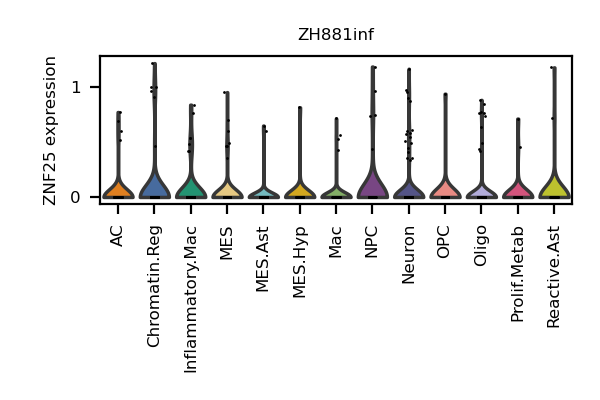 ZH881inf
ZNF25 expression
1
0
AC
Chromatin.Reg
Inflammatory.Mac
MES
MES.Ast
MES.Hyp
Mac
NPC
Neuron
OPC
Oligo
Prolif.Metab
Reactive.Ast